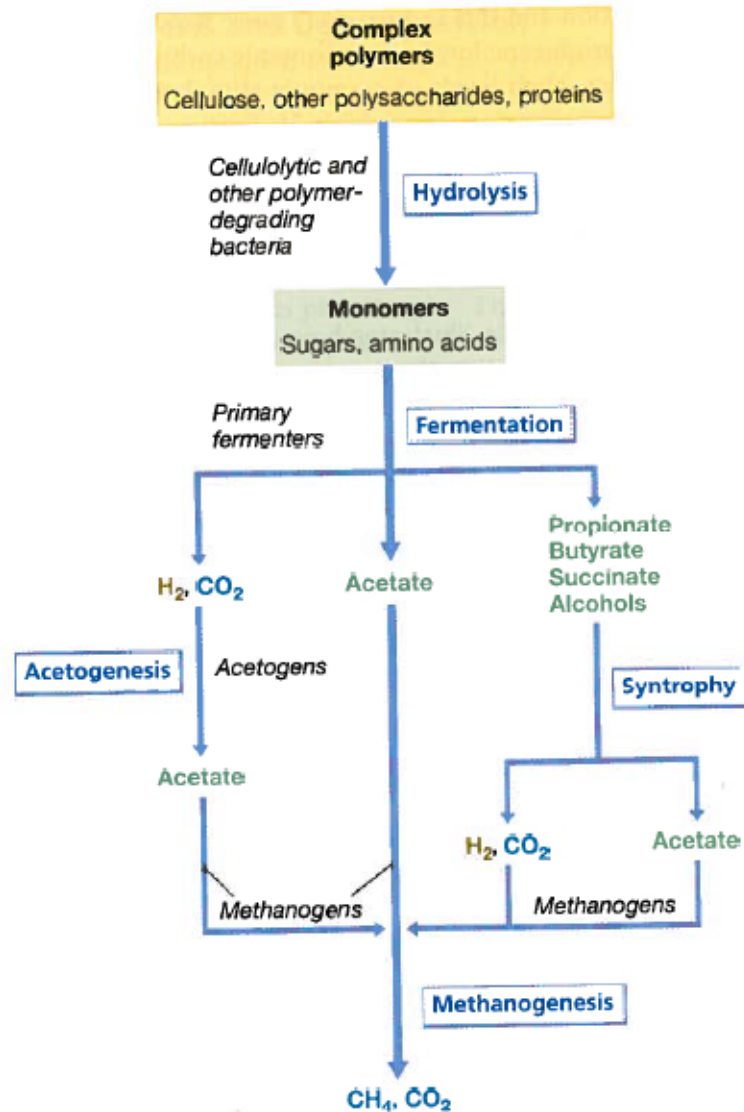 Complex
polymers
Cellulose, other polysaccharides, proteins
Cellulolytic and
other polymer-
degrading
bacteria
Hydrolysis
Monomers
Sugars, amino acids
Primary
fermenters
Fermentation
H₂, CO₂
Acetate
Propionate
Butyrate
Succinate
Alcohols
Acetogenesis
Acetogens
Syntrophy
Acetate
H₂, CO₂
Acetate
Methanogens
Methanogens
Methanogenesis
CH₄, CO₂